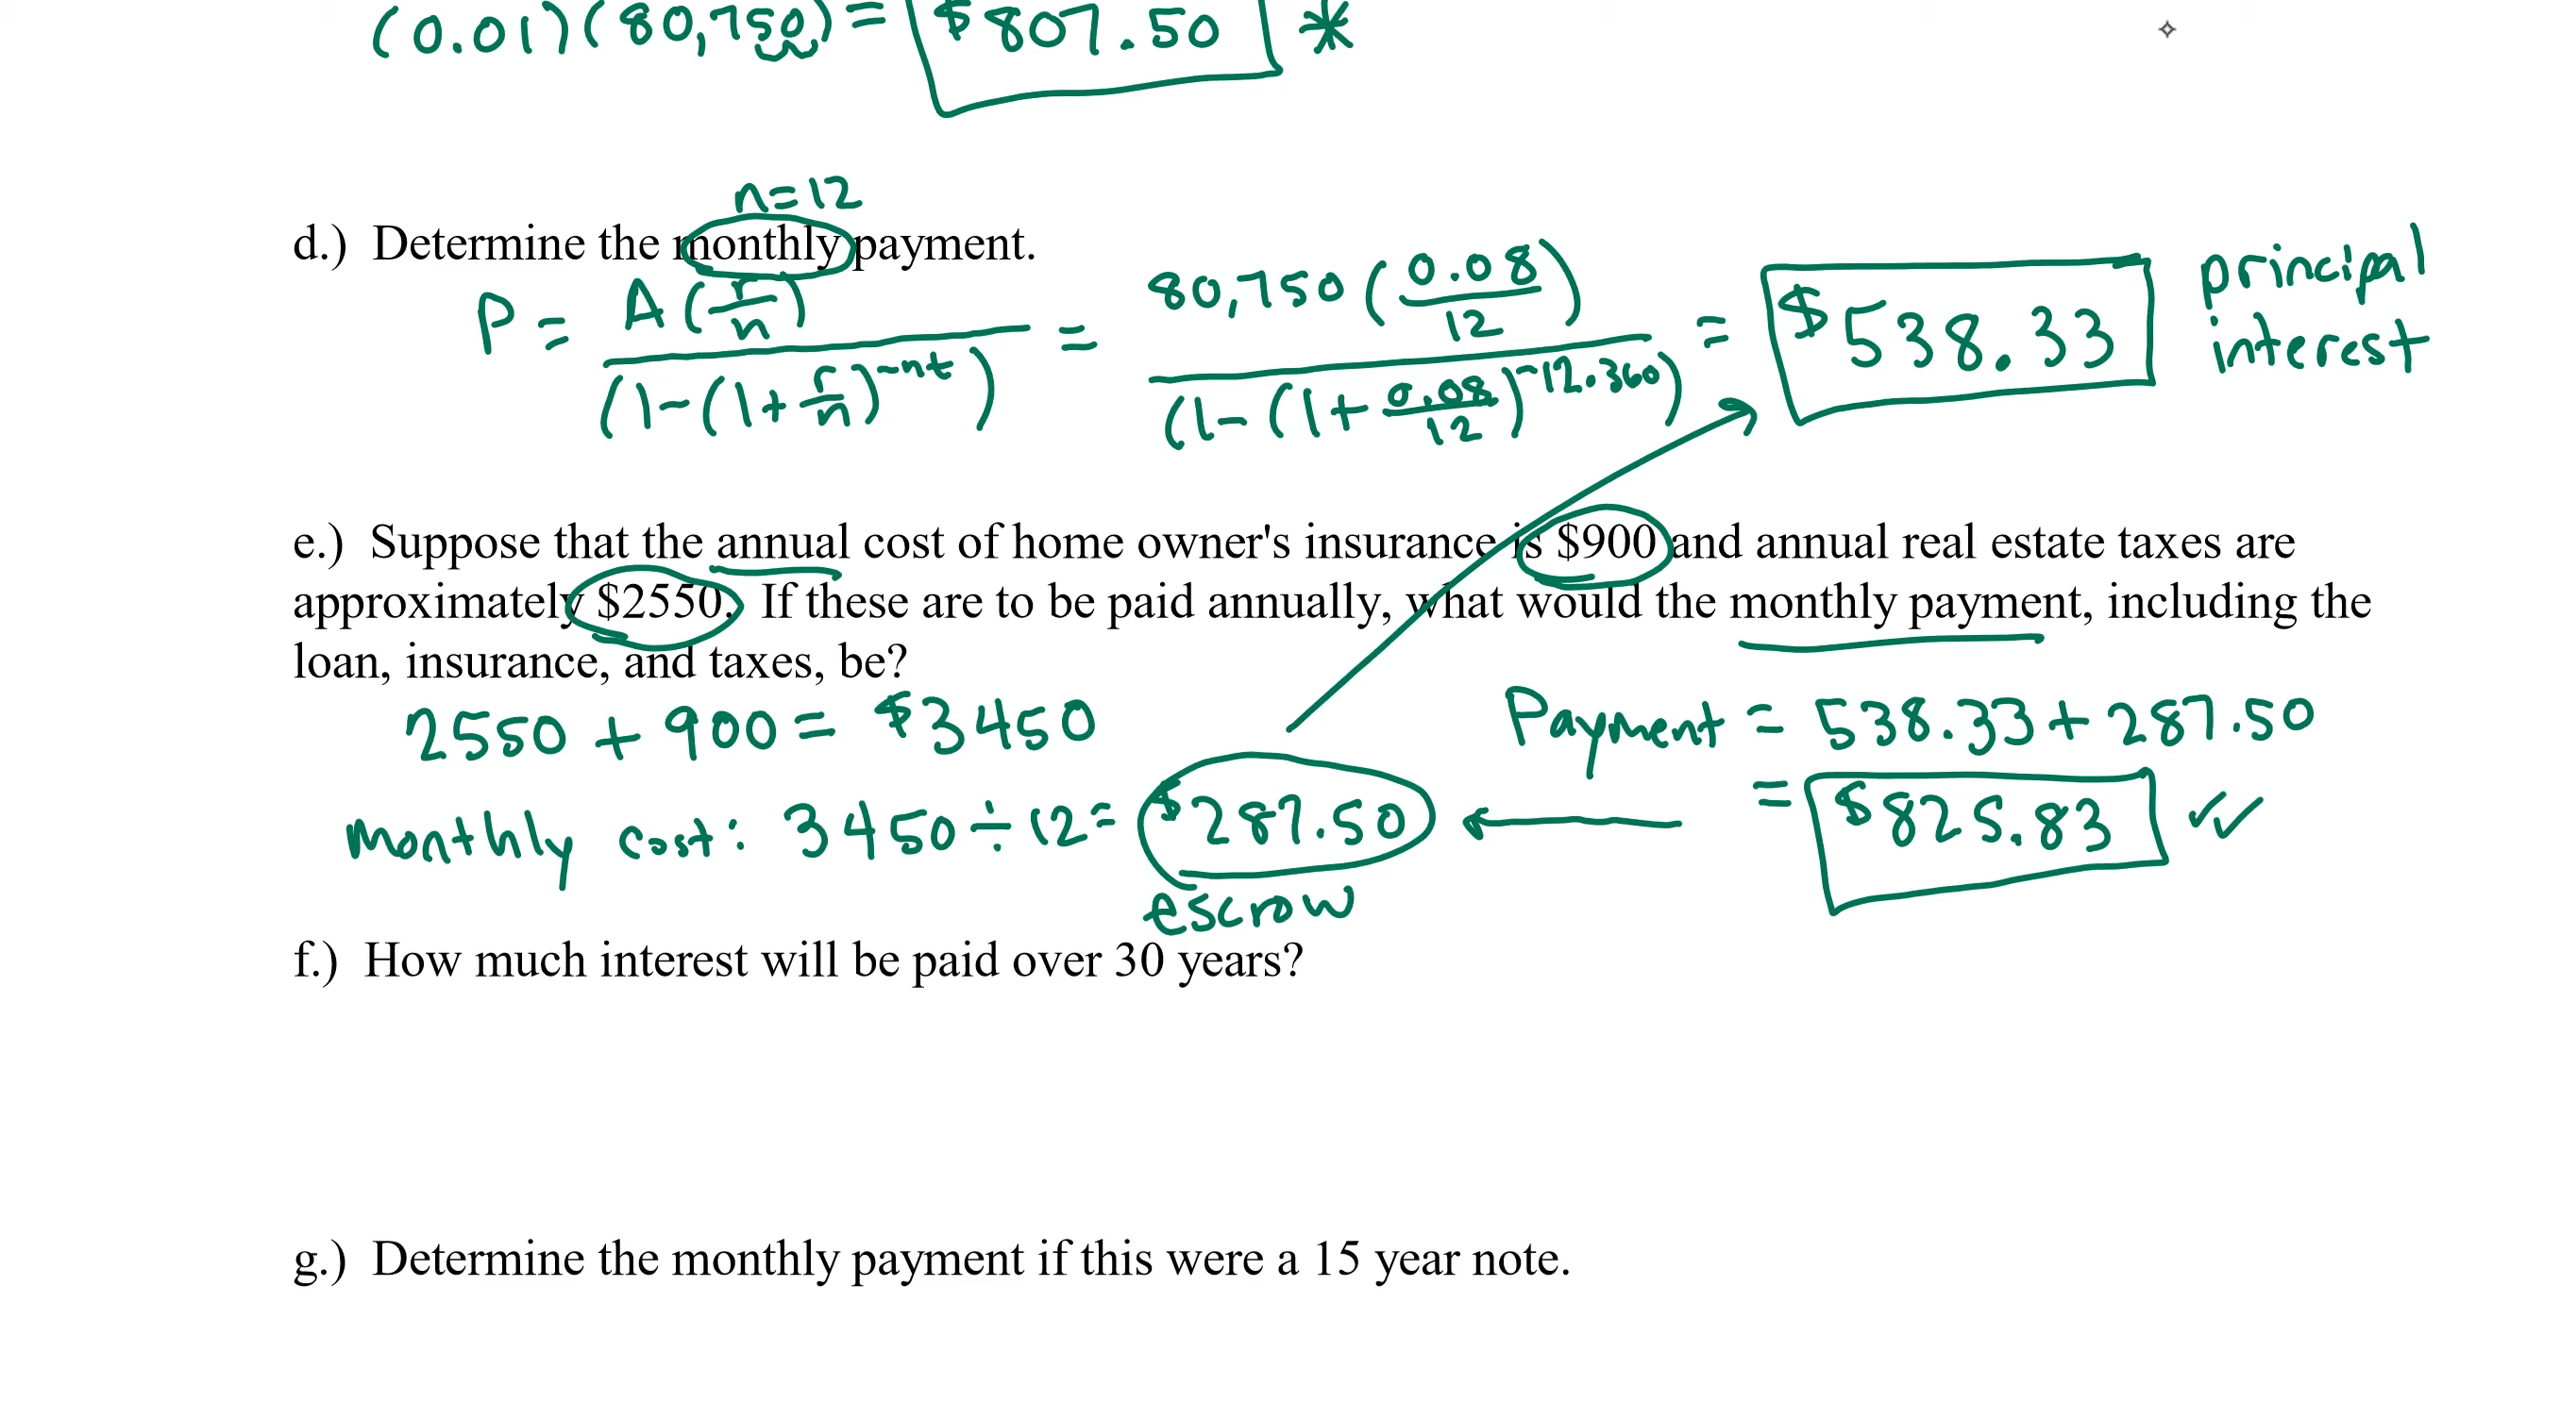 (0.01)(80,750) = $807.50 *
n=12
d.) Determine the monthly payment.
P = A(r/n) / (1-(1+r/n)^-nt) = 80,750(0.08/12) / (1-(1+0.08/12)^-12·360) = $538.33 principal interest
e.) Suppose that the annual cost of home owner's insurance is $900 and annual real estate taxes are
approximately $2550. If these are to be paid annually, what would the monthly payment, including the
loan, insurance, and taxes, be?
2550 + 900 = $3450
Payment = 538.33 + 287.50
monthly cost: 3450 ÷ 12 = $287.50
= $825.83 ✓✓
escrow
f.) How much interest will be paid over 30 years?
g.) Determine the monthly payment if this were a 15 year note.